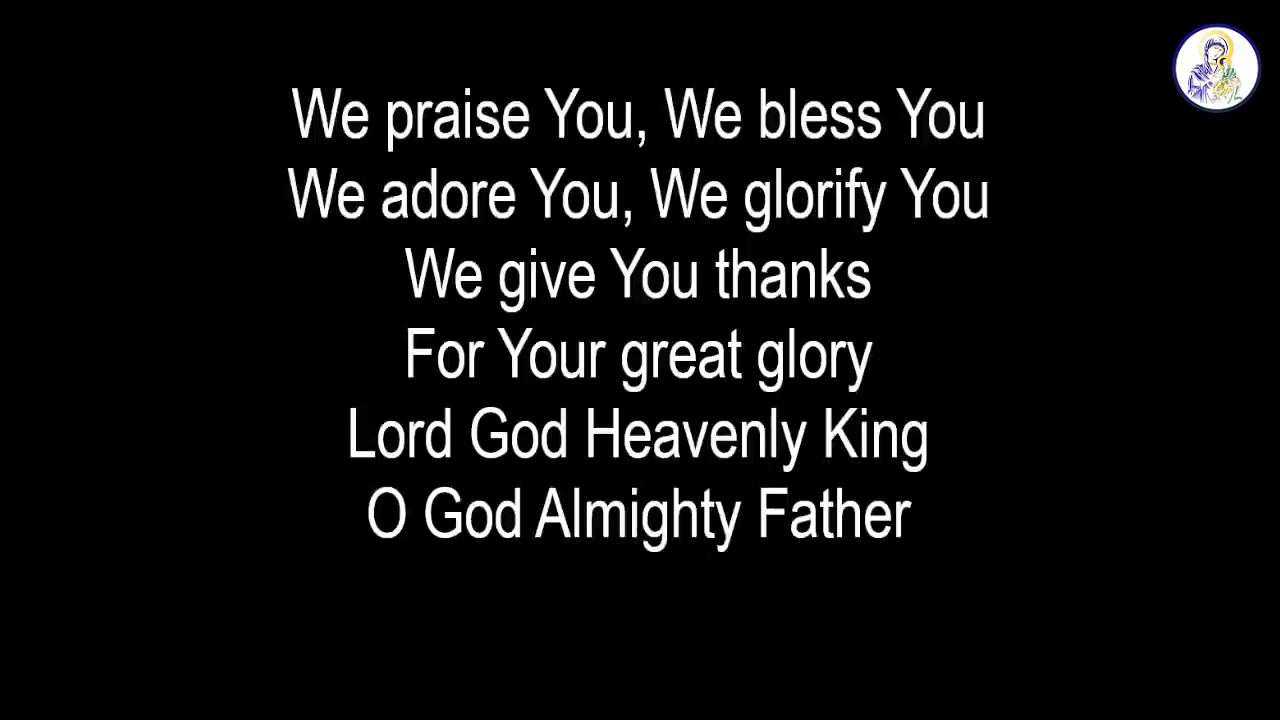 We praise You, We bless You
We adore You, We glorify You
We give You thanks
For Your great glory
Lord God Heavenly King
O God Almighty Father